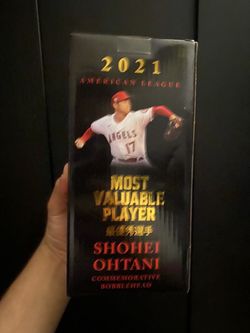 2021
AMERICAN LEAGUE
ANGELS
17
MOST
VALUABLE
PLAYER
最優秀選手
SHOHEI
OHTANI
COMMEMORATIVE
BOBBLEHEAD